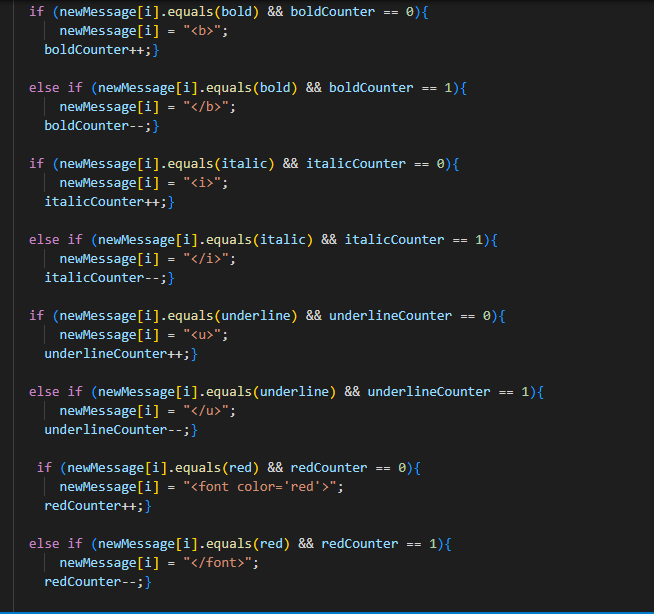 if (newMessage[i].equals(bold) && boldCounter == 0){
newMessage[i] = "<b>";
boldCounter++;}
else if (newMessage[i].equals(bold) && boldCounter == 1){
newMessage[i] = "</b>";
boldCounter--;}
if (newMessage[i].equals(italic) && italicCounter == 0){
newMessage[i] = "<i>";
italicCounter++;}
else if (newMessage[i].equals(italic) && italicCounter == 1){
newMessage[i] = "</i>";
italicCounter--;}
if (newMessage[i].equals(underline) && underlineCounter == 0){
newMessage[i] = "<u>";
underlineCounter++;}
else if (newMessage[i].equals(underline) && underlineCounter == 1){
newMessage[i] = "</u>";
underlineCounter--;}
if (newMessage[i].equals(red) && redCounter == 0){
newMessage[i] = "<font color='red'>";
redCounter++;}
else if (newMessage[i].equals(red) && redCounter == 1){
newMessage[i] = "</font>";
redCounter--;}